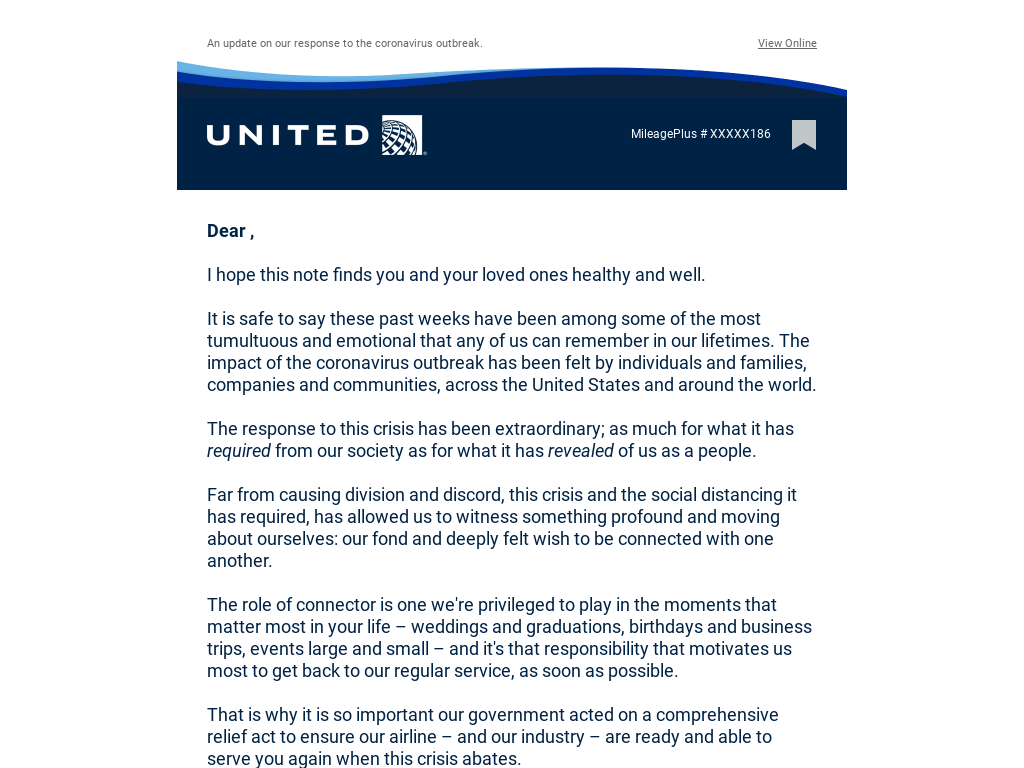 An update on our response to the coronavirus outbreak.
View Online
UNITED
MileagePlus # XXXXX186
Dear ,
I hope this note finds you and your loved ones healthy and well.
It is safe to say these past weeks have been among some of the most
tumultuous and emotional that any of us can remember in our lifetimes. The
impact of the coronavirus outbreak has been felt by individuals and families,
companies and communities, across the United States and around the world.
The response to this crisis has been extraordinary; as much for what it has
required from our society as for what it has revealed of us as a people.
Far from causing division and discord, this crisis and the social distancing it
has required, has allowed us to witness something profound and moving
about ourselves: our fond and deeply felt wish to be connected with one
another.
The role of connector is one we're privileged to play in the moments that
matter most in your life – weddings and graduations, birthdays and business
trips, events large and small – and it's that responsibility that motivates us
most to get back to our regular service, as soon as possible.
That is why it is so important our government acted on a comprehensive
relief act to ensure our airline – and our industry – are ready and able to
serve you again when this crisis abates.